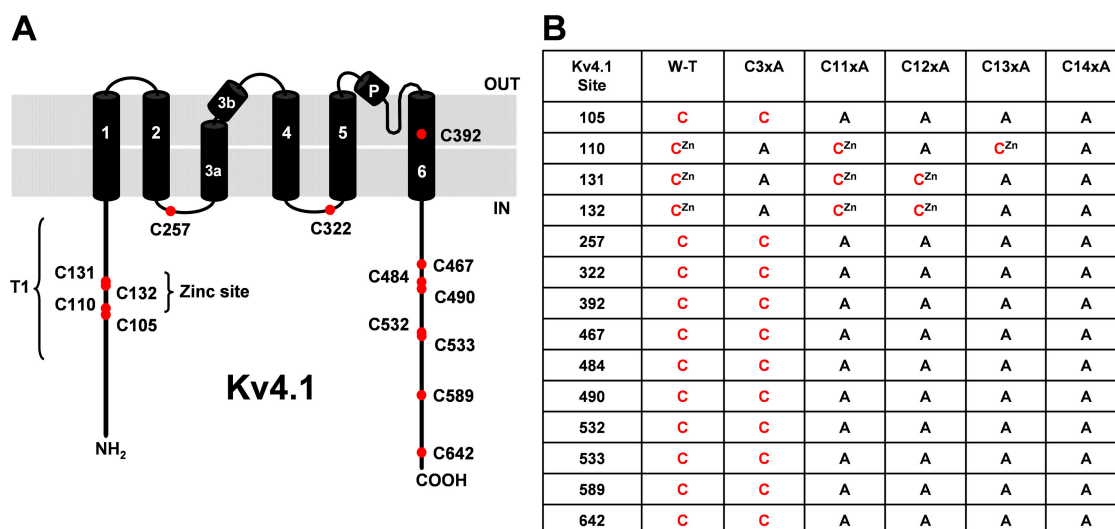 A
OUT
IN
1
2
3a
3b
4
5
P
6
C392
C257
C322
T1
C131
C132
C110
C105
Zinc site
C467
C484
C490
C532
C533
C589
C642
Kv4.1
NH2
COOH
B
Kv4.1 Site W-T C3xA C11xA C12xA C13xA C14xA
105 C C A A A A
110 CZn A CZn A CZn A
131 CZn A CZn CZn A A
132 CZn A CZn CZn A A
257 C C A A A A
322 C C A A A A
392 C C A A A A
467 C C A A A A
484 C C A A A A
490 C C A A A A
532 C C A A A A
533 C C A A A A
589 C C A A A A
642 C C A A A A